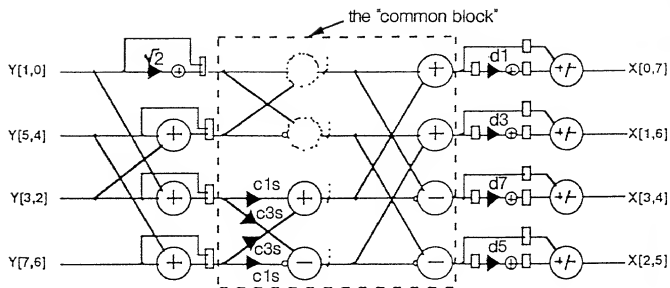 the "common block"
Y[1,0] √2 d1 +/- X[0,7]
Y[5,4] + + d3 +/- X[1,6]
Y[3,2] + c1s + − d7 +/- X[3,4]
c3s
c3s
Y[7,6] + c1s − − d5 +/- X[2,5]